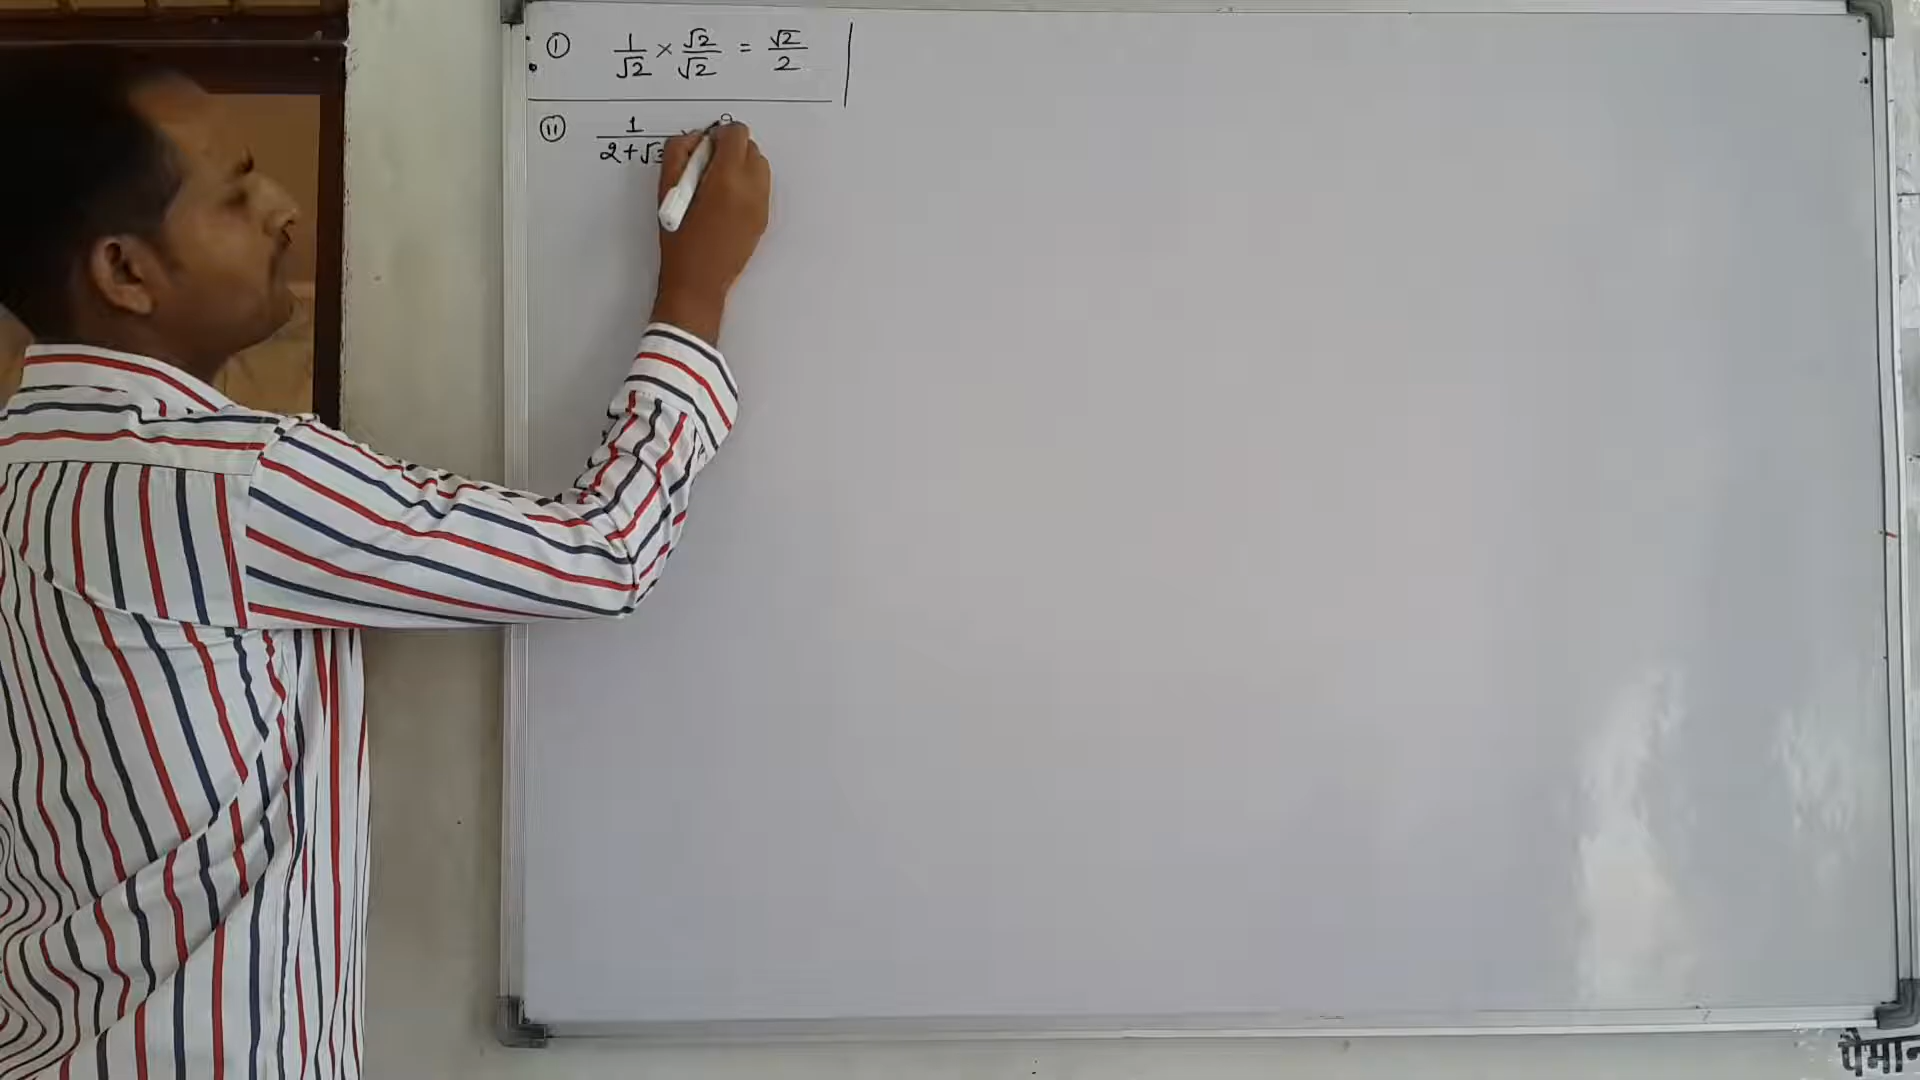 ① 1/√2 × √2/√2 = √2/2
⑪ 1/2+√3 ×
पैमान